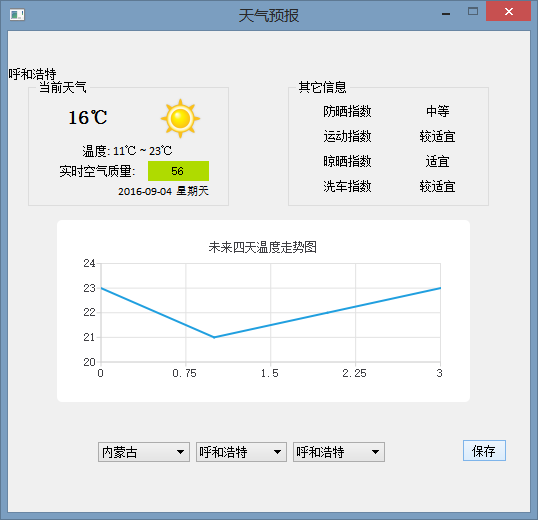 天气预报
呼和浩特
当前天气
16℃
温度: 11℃ ~ 23℃
实时空气质量: 56
2016-09-04 星期天
其它信息
防晒指数 中等
运动指数 较适宜
晾晒指数 适宜
洗车指数 较适宜
未来四天温度走势图
24
23
22
21
20
0 0.75 1.5 2.25 3
内蒙古 呼和浩特 呼和浩特 保存